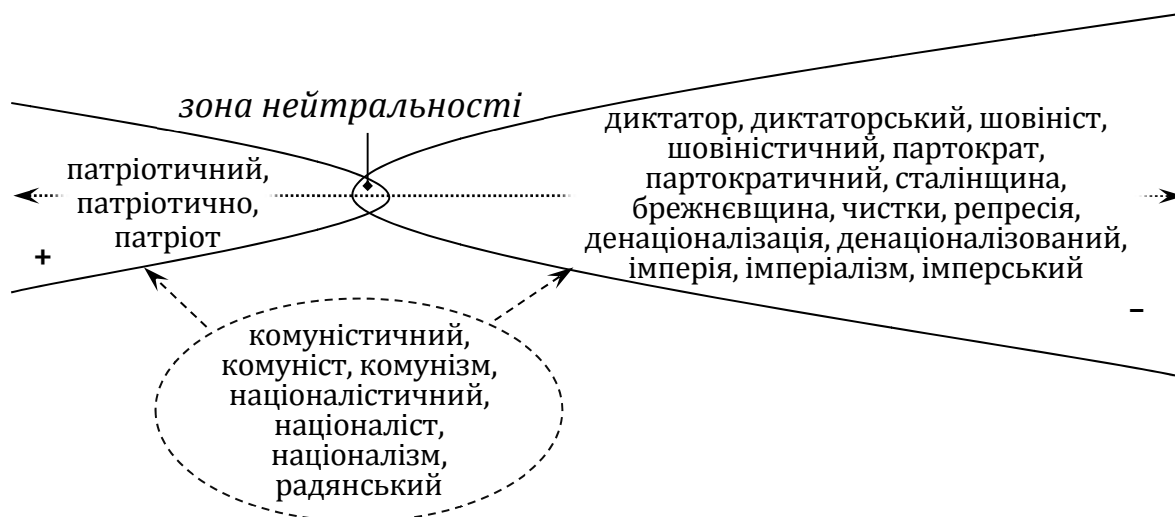 зона нейтральності
патріотичний,
патріотично,
патріот
+
диктатор, диктаторський, шовініст,
шовіністичний, партократ,
партократичний, сталінщина,
брежнєвщина, чистки, репресія,
денаціоналізація, денаціоналізований,
імперія, імперіалізм, імперський
–
комуністичний,
комуніст, комунізм,
націоналістичний,
націоналіст,
націоналізм,
радянський